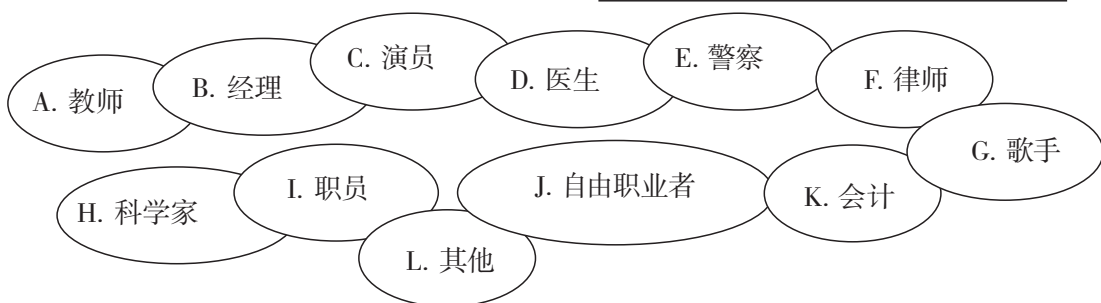 A. 教师 B. 经理 C. 演员 D. 医生 E. 警察 F. 律师
G. 歌手
H. 科学家 I. 职员 J. 自由职业者 K. 会计
L. 其他